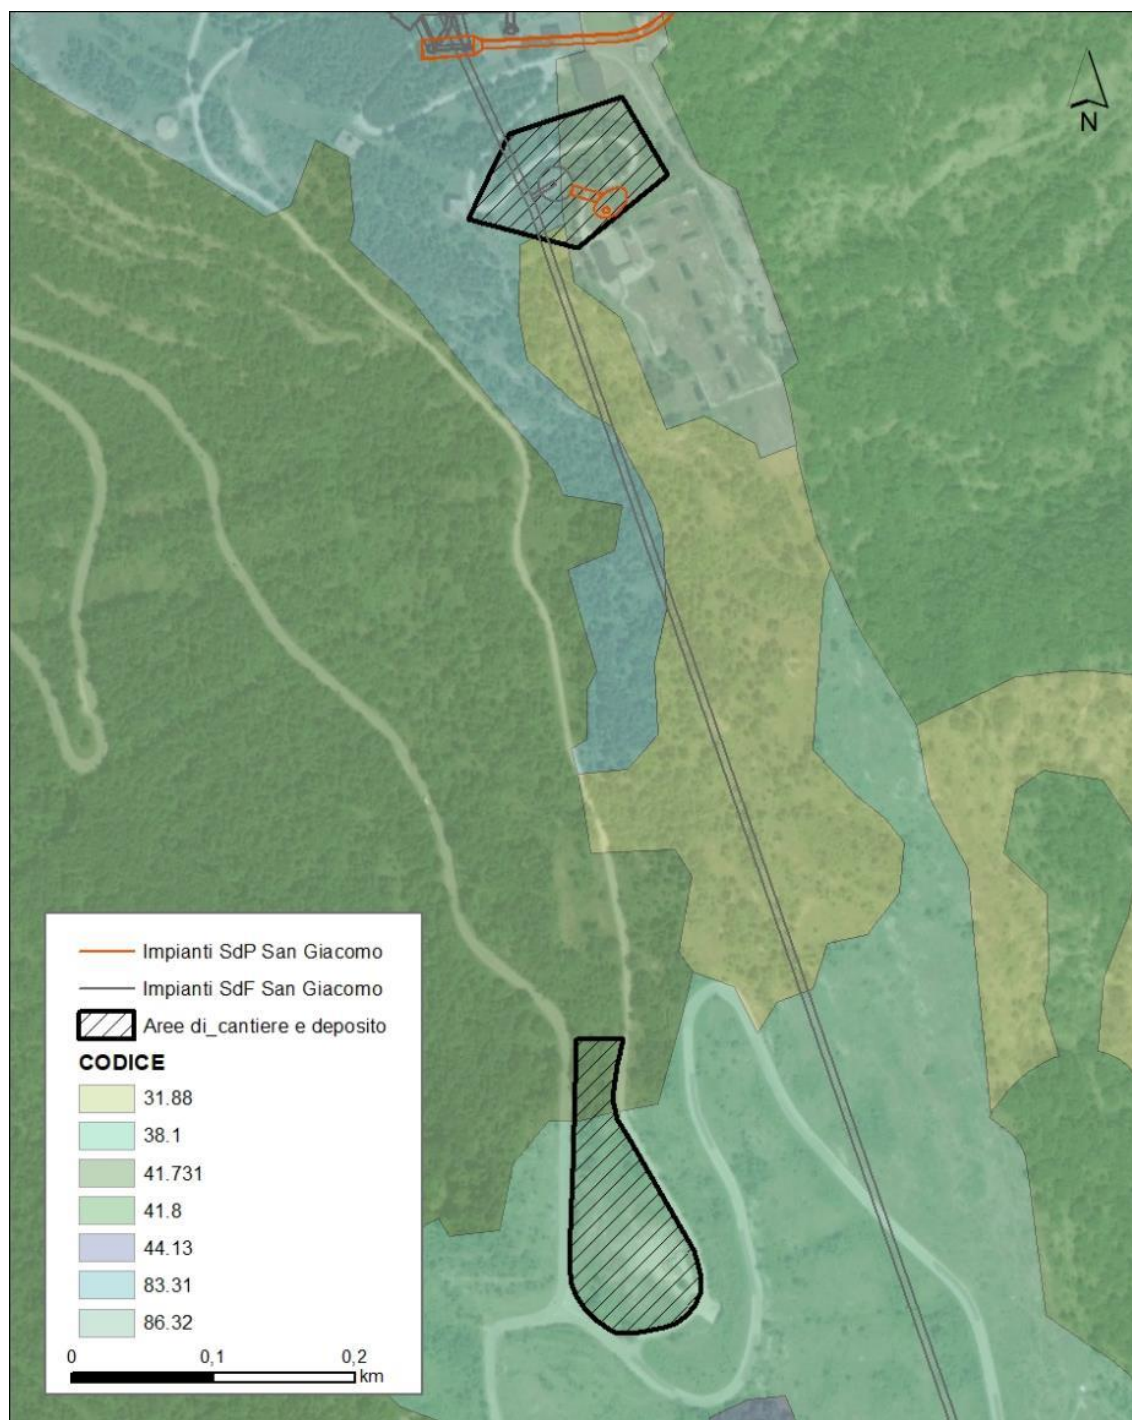 N
Impianti SdP San Giacomo
Impianti SdF San Giacomo
Aree di_cantiere e deposito
CODICE
31.88
38.1
41.731
41.8
44.13
83.31
86.32
0 0,1 0,2
km